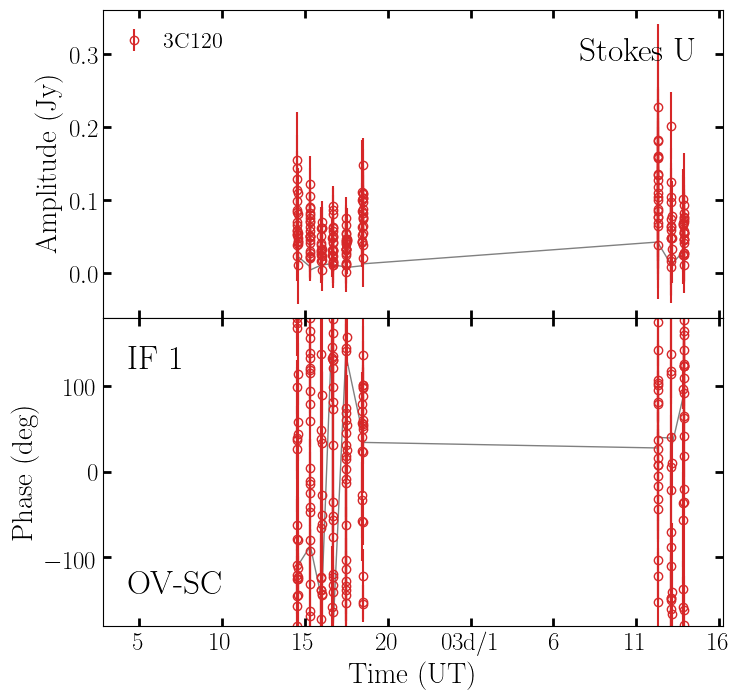 3C120
Stokes U
0.3
0.2
0.1
0.0
Amplitude (Jy)
IF 1
100
0
−100
Phase (deg)
OV-SC
5 10 15 20 03d/1 6 11 16
Time (UT)